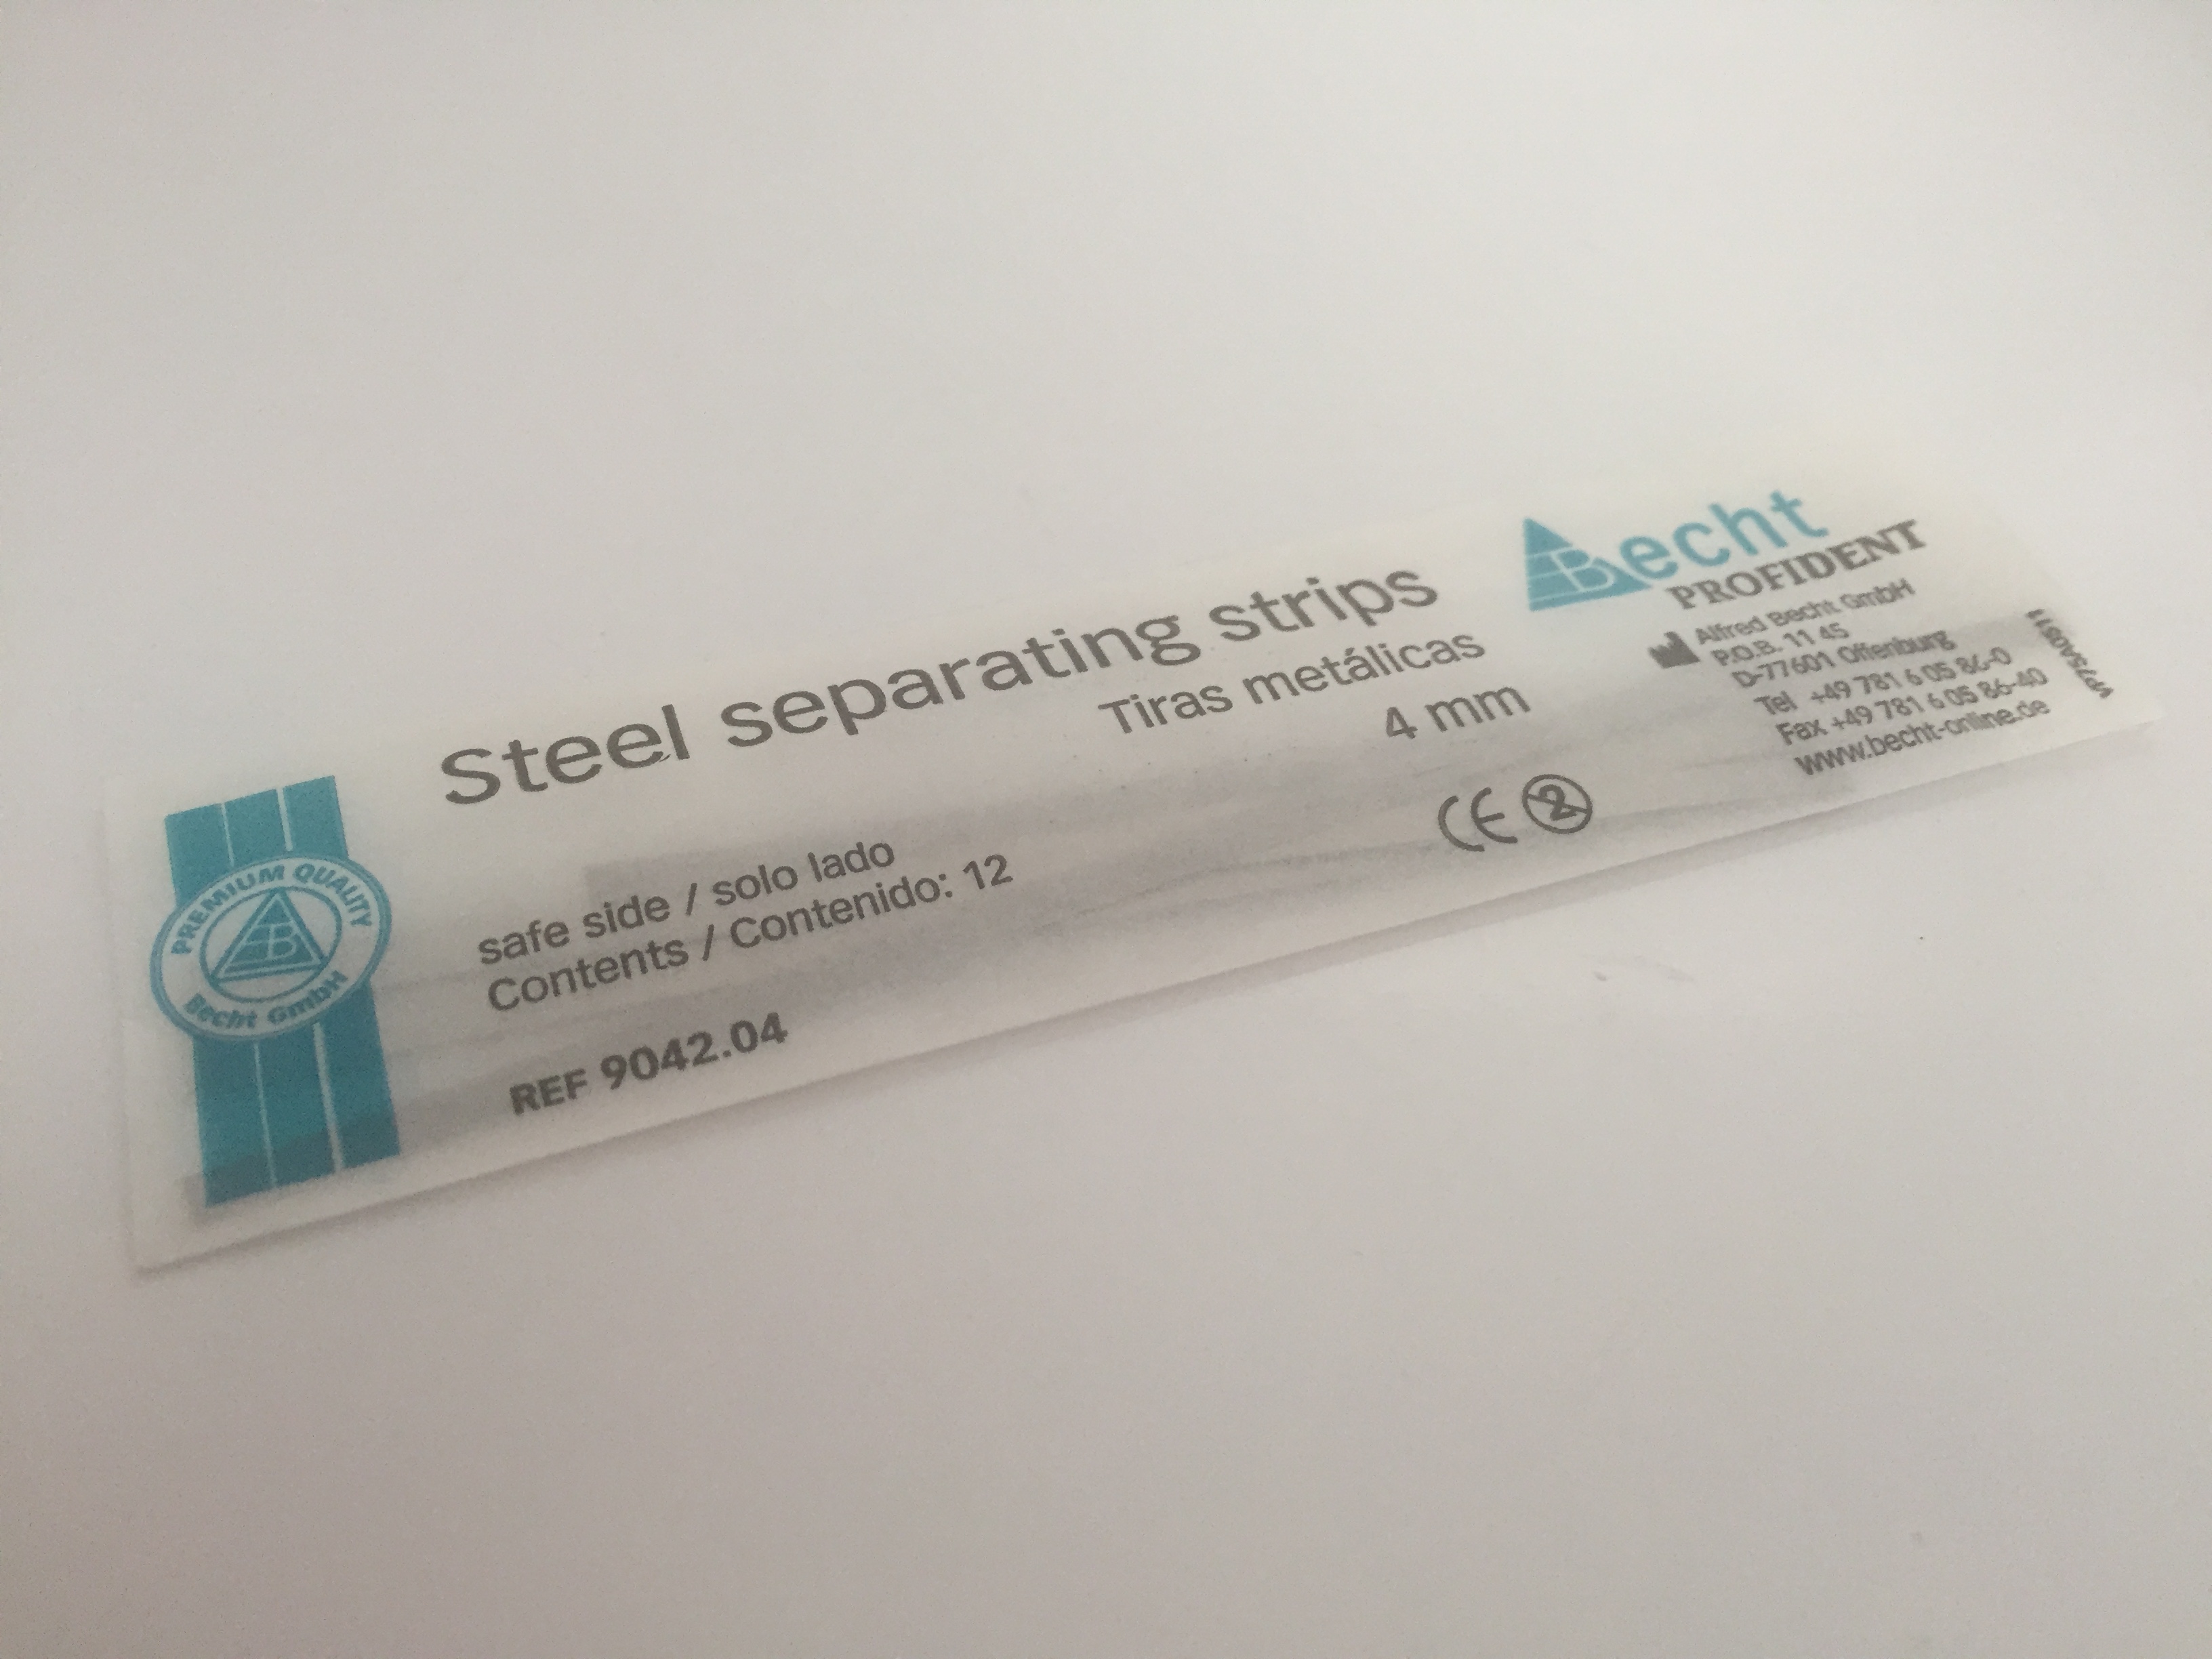 Steel separating strips
Tiras metálicas
4 mm
safe side / solo lado
Contents / Contenido: 12
REF 9042.04
PREMIUM QUALITY
B
Becht GmbH
CE 2
Becht
PROFIDENT
Alfred Becht GmbH
P.O.B. 11 45
D-77601 Offenburg
Tel +49 781 6 05 86-0
Fax +49 781 6 05 86-40
www.becht-online.de